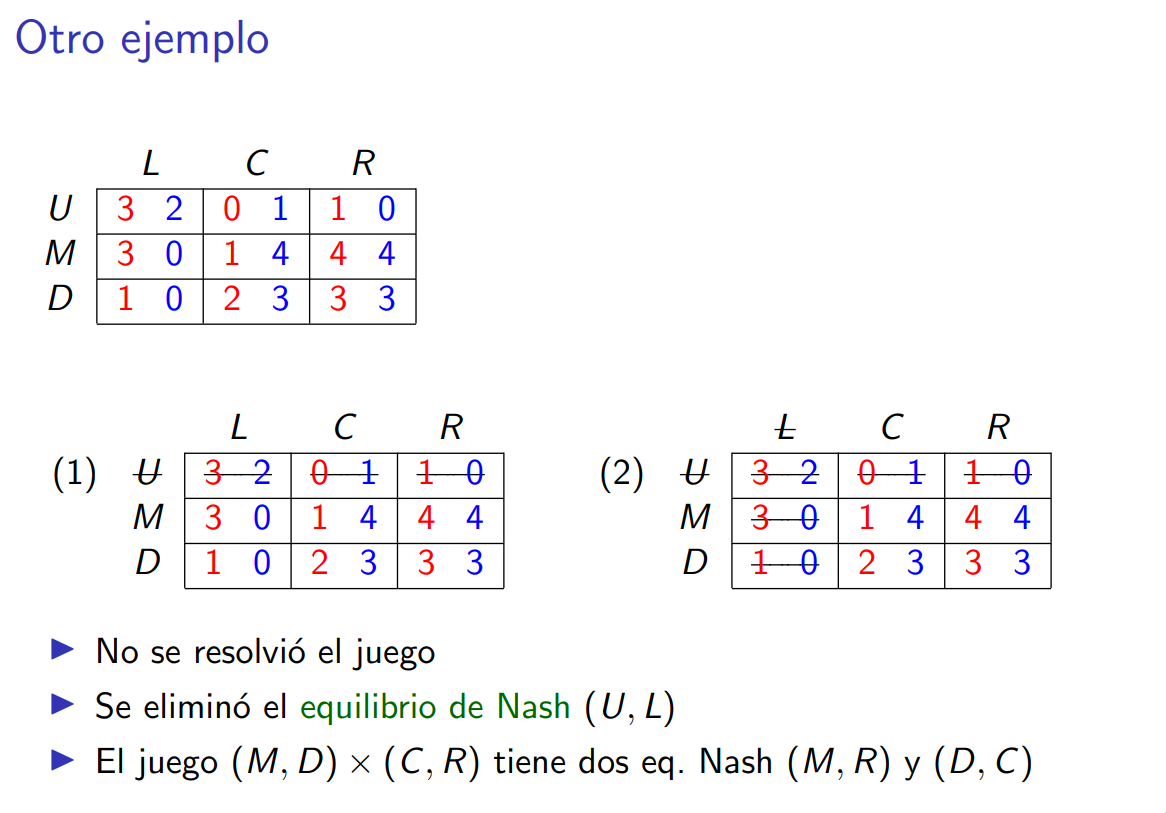 Otro ejemplo
L C R
U 3 2 0 1 1 0
M 3 0 1 4 4 4
D 1 0 2 3 3 3
L C R
(1) U 3 2 0 1 1 0
M 3 0 1 4 4 4
D 1 0 2 3 3 3
L C R
(2) U 3 2 0 1 1 0
M 3 0 1 4 4 4
D 1 0 2 3 3 3
▶ No se resolvió el juego
▶ Se eliminó el equilibrio de Nash (U, L)
▶ El juego (M, D) × (C, R) tiene dos eq. Nash (M, R) y (D, C)